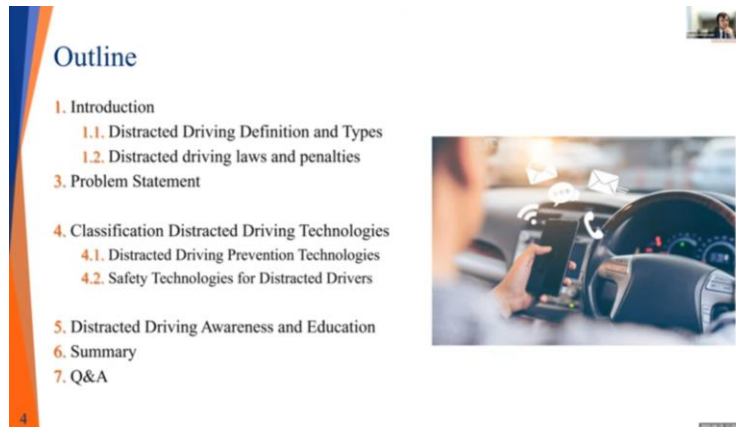 Outline
1. Introduction
1.1. Distracted Driving Definition and Types
1.2. Distracted driving laws and penalties
3. Problem Statement
4. Classification Distracted Driving Technologies
4.1. Distracted Driving Prevention Technologies
4.2. Safety Technologies for Distracted Drivers
5. Distracted Driving Awareness and Education
6. Summary
7. Q&A
4